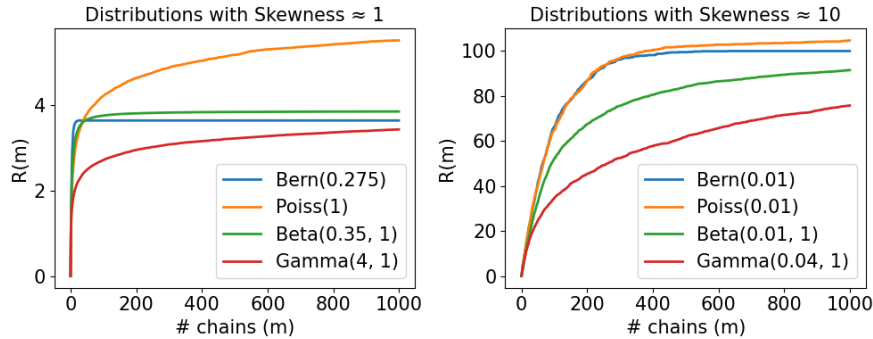 Distributions with Skewness ≈ 1
R(m)
4
2
0
Bern(0.275)
Poiss(1)
Beta(0.35, 1)
Gamma(4, 1)
0 200 400 600 800 1000
# chains (m)
Distributions with Skewness ≈ 10
R(m)
100
80
60
40
20
0
Bern(0.01)
Poiss(0.01)
Beta(0.01, 1)
Gamma(0.04, 1)
0 200 400 600 800 1000
# chains (m)